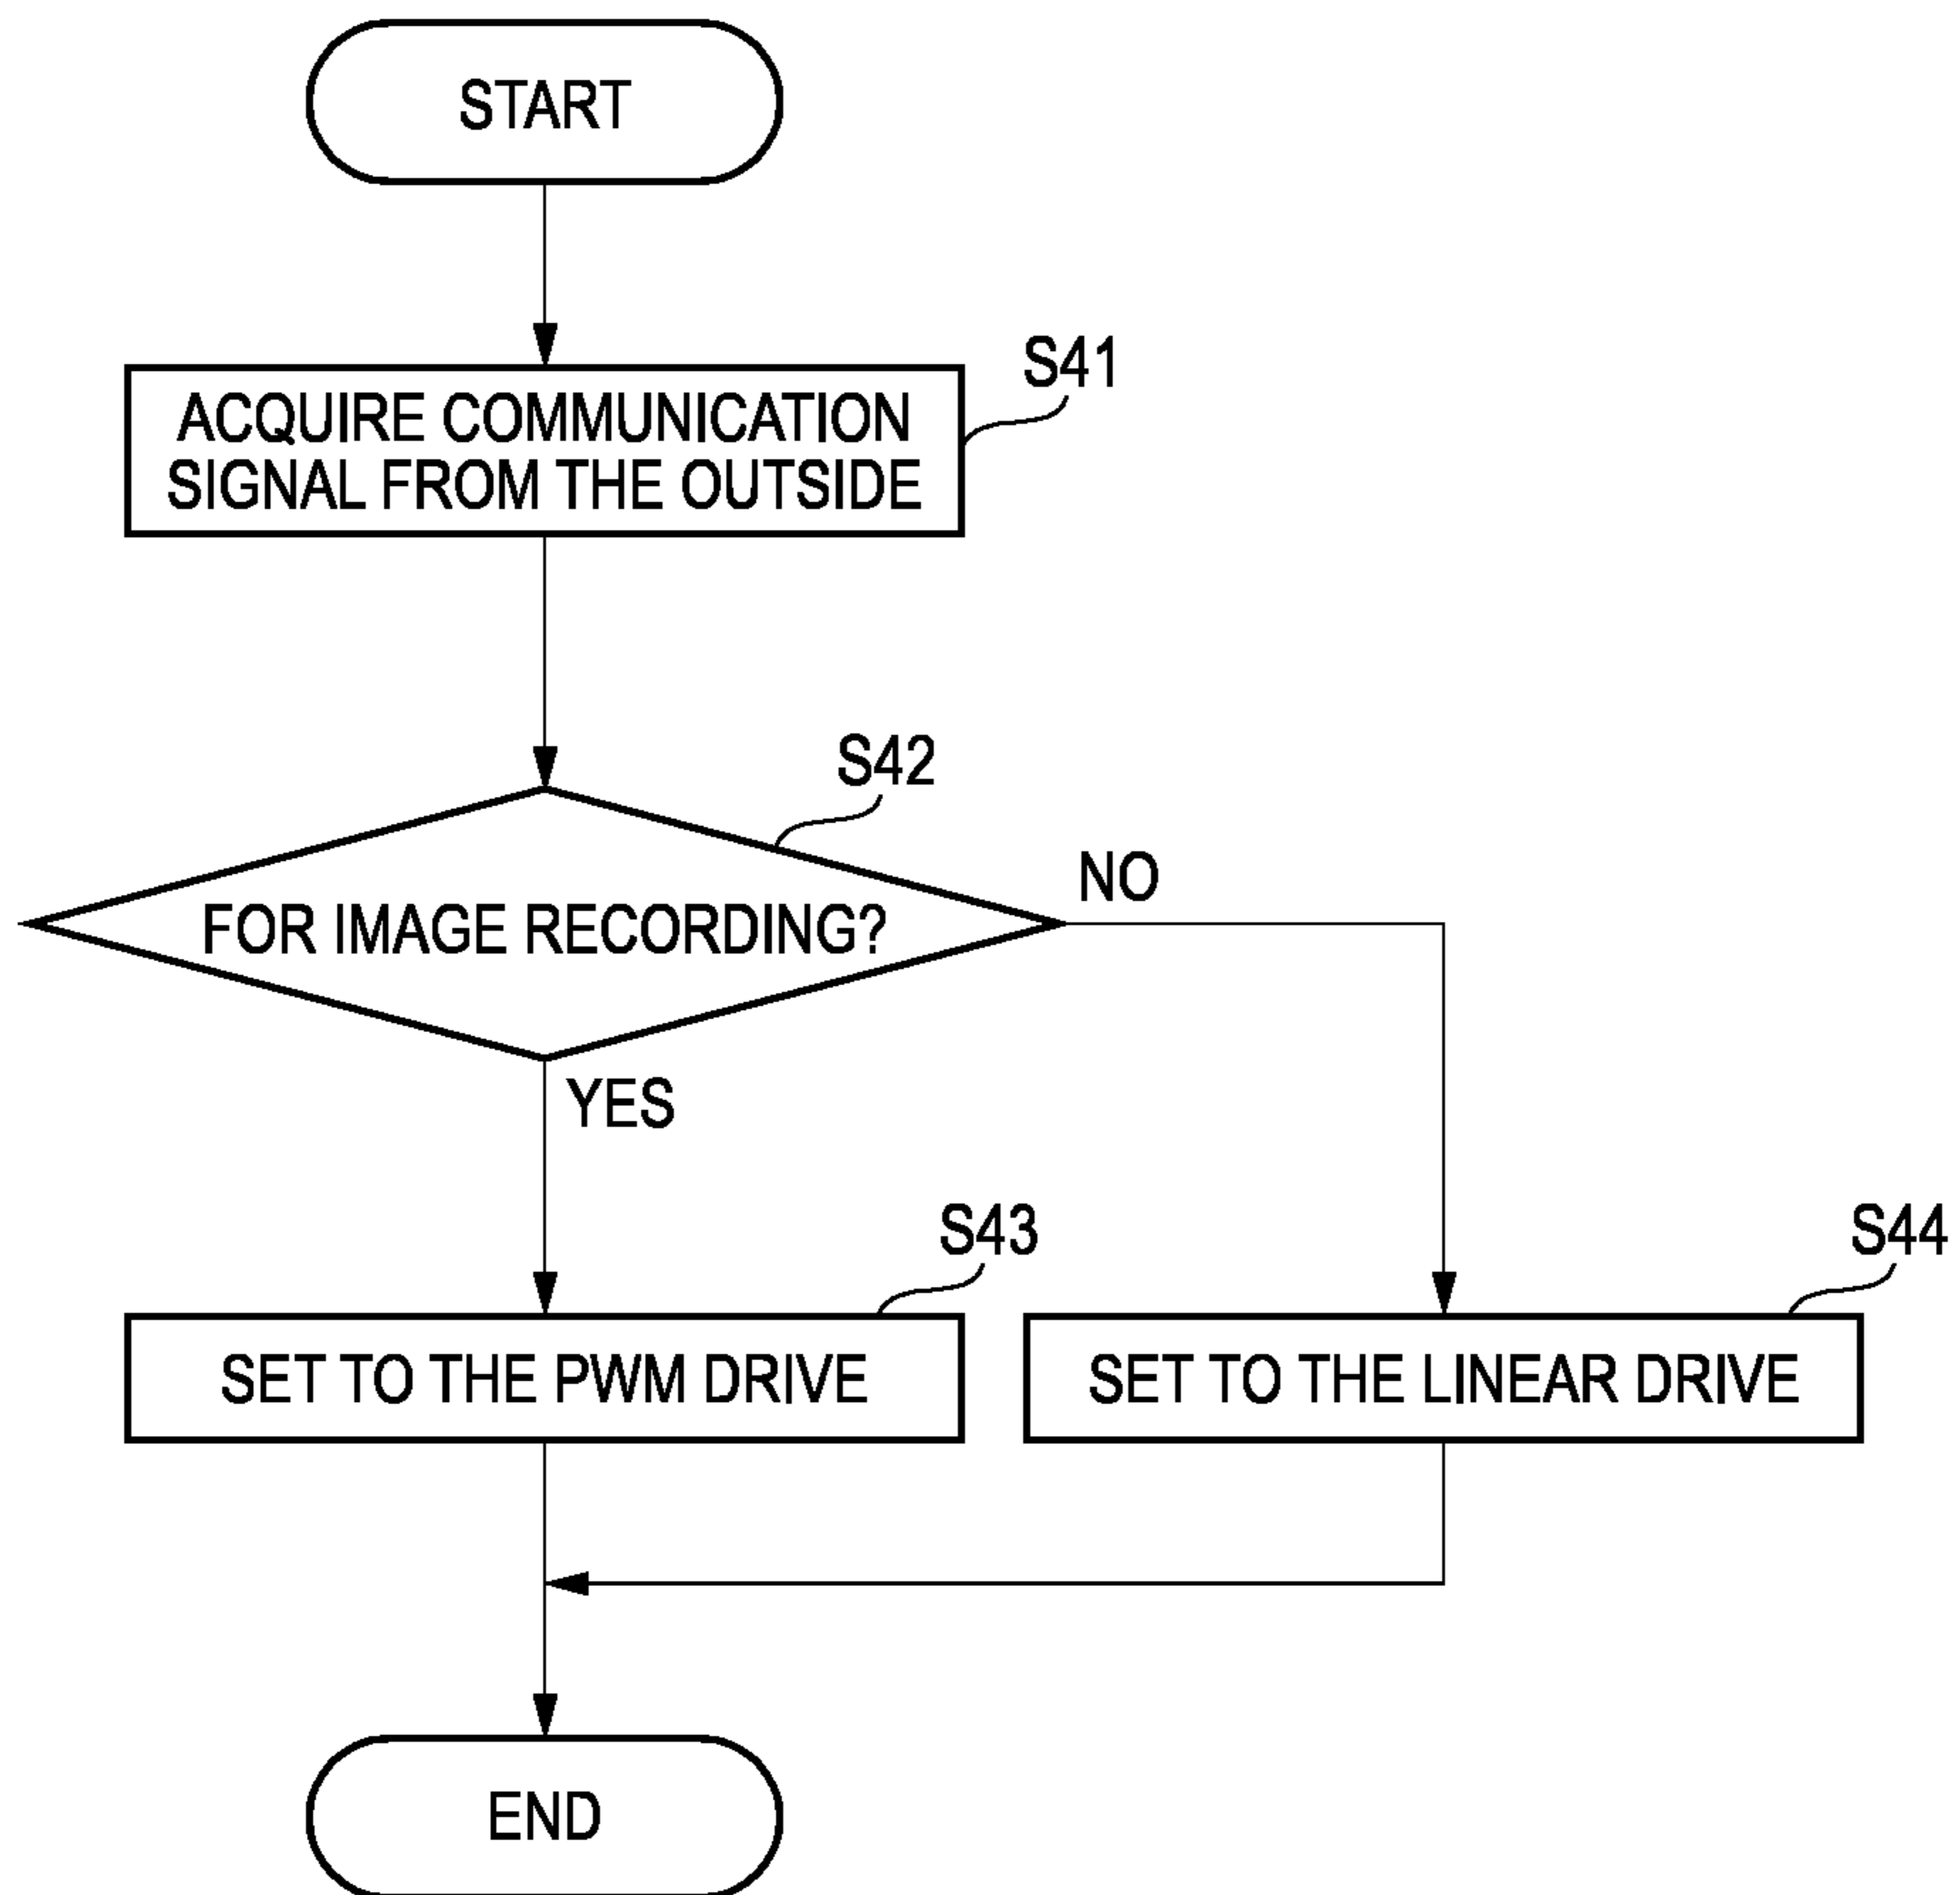 START
S41
ACQUIRE COMMUNICATION
SIGNAL FROM THE OUTSIDE
S42
FOR IMAGE RECORDING?
NO
YES
S43
SET TO THE PWM DRIVE
S44
SET TO THE LINEAR DRIVE
END